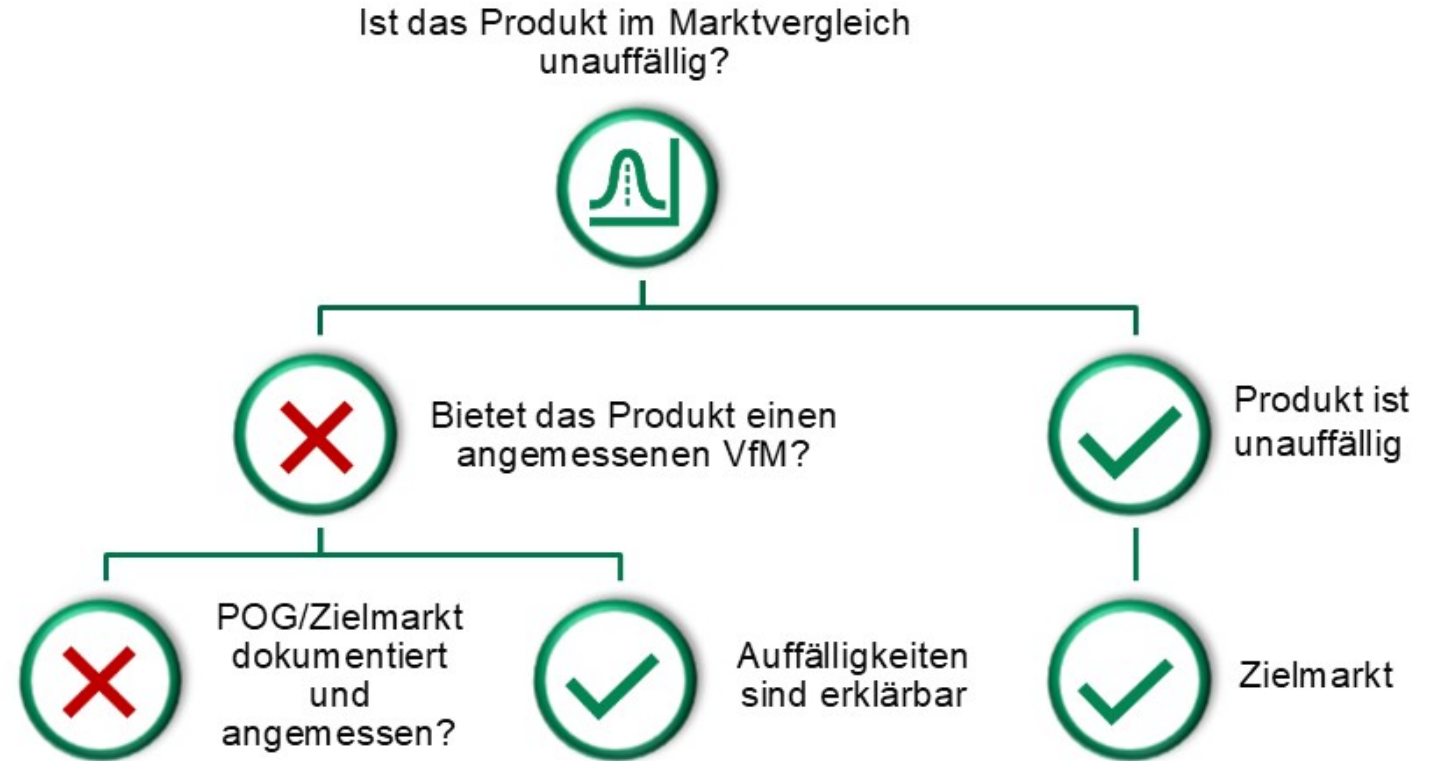 Ist das Produkt im Marktvergleich
unauffällig?
Bietet das Produkt einen
angemessenen VfM?
Produkt ist
unauffällig
POG/Zielmarkt
dokumentiert
und
angemessen?
Auffälligkeiten
sind erklärbar
Zielmarkt